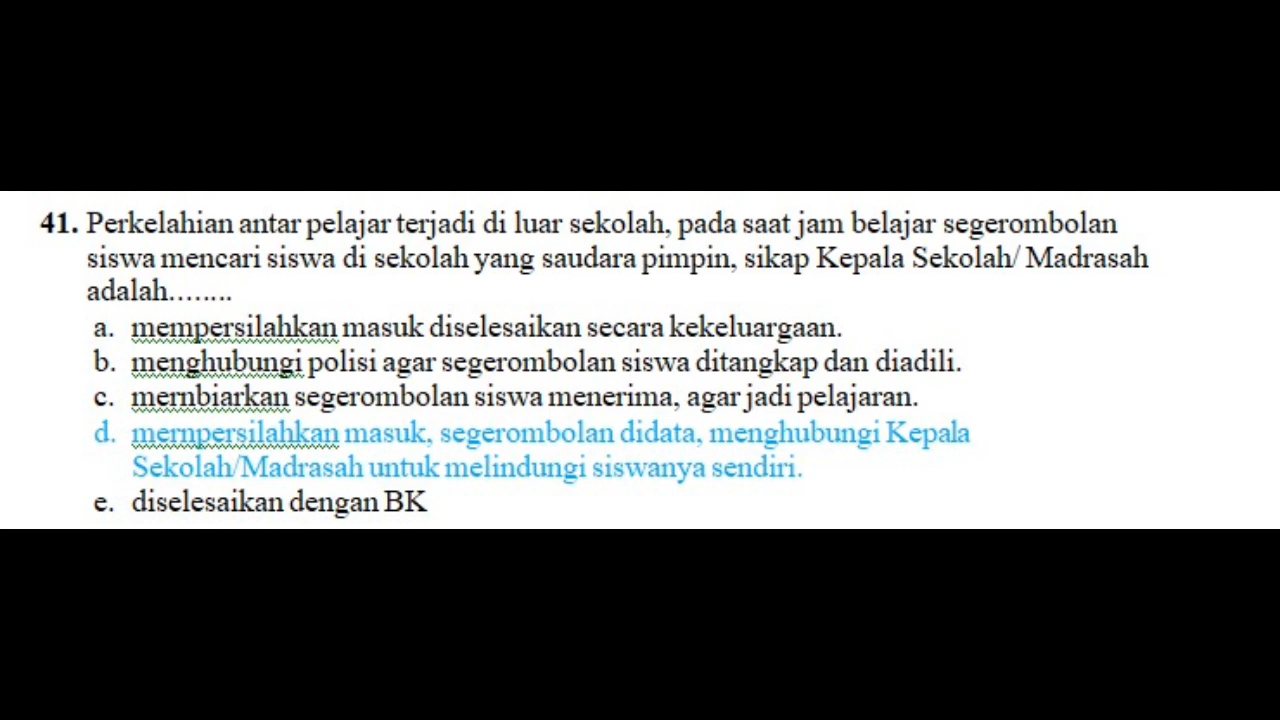 41. Perkelahian antar pelajar terjadi di luar sekolah, pada saat jam belajar segerombolan
siswa mencari siswa di sekolah yang saudara pimpin, sikap Kepala Sekolah/ Madrasah
adalah........
a. mempersilahkan masuk diselesaikan secara kekeluargaan.
b. menghubungi polisi agar segerombolan siswa ditangkap dan diadili.
c. mernbiarkan segerombolan siswa menerima, agar jadi pelajaran.
d. mernpersilahkan masuk, segerombolan didata, menghubungi Kepala
Sekolah/Madrasah untuk melindungi siswanya sendiri.
e. diselesaikan dengan BK